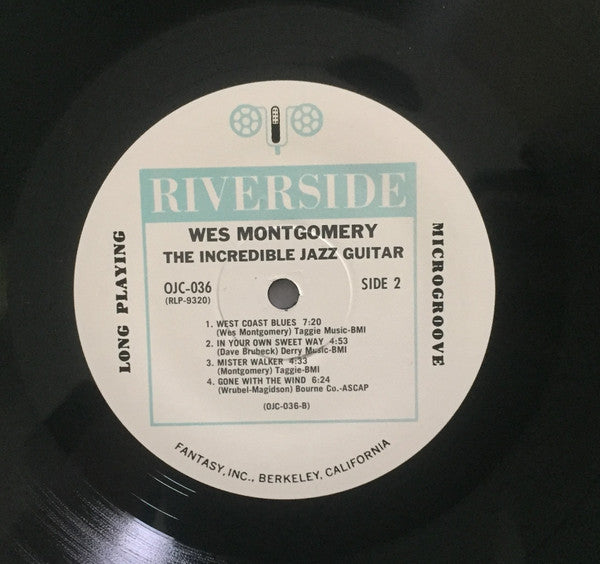 RIVERSIDE
WES MONTGOMERY
THE INCREDIBLE JAZZ GUITAR
OJC-036
(RLP-9320)
SIDE 2
LONG PLAYING
MICROGROOVE
1. WEST COAST BLUES 7:20
(Wes Montgomery) Taggie Music-BMI
2. IN YOUR OWN SWEET WAY 4:53
(Dave Brubeck) Derry Music-BMI
3. MISTER WALKER 4:33
(Montgomery) Taggie-BMI
4. GONE WITH THE WIND 6:24
(Wrubel-Magidson) Bourne Co.-ASCAP
(OJC-036-B)
FANTASY, INC., BERKELEY, CALIFORNIA